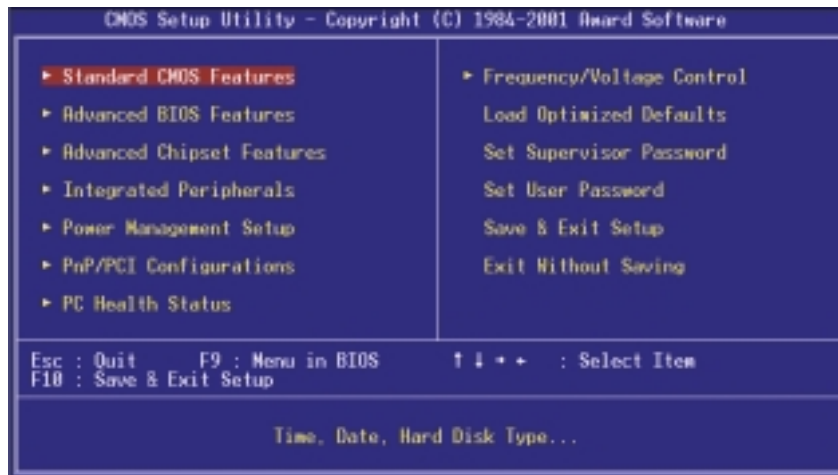 CMOS Setup Utility - Copyright (C) 1984-2001 Award Software
▸ Standard CMOS Features
▸ Advanced BIOS Features
▸ Advanced Chipset Features
▸ Integrated Peripherals
▸ Power Management Setup
▸ PnP/PCI Configurations
▸ PC Health Status
▸ Frequency/Voltage Control
Load Optimized Defaults
Set Supervisor Password
Set User Password
Save & Exit Setup
Exit Without Saving
Esc : Quit F9 : Menu in BIOS ↑ ↓ → ← : Select Item
F10 : Save & Exit Setup
Time, Date, Hard Disk Type...